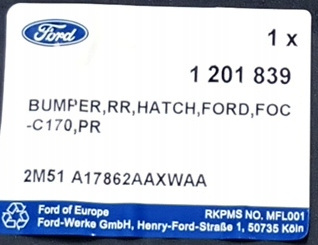 Ford
1 x
1 201 839
BUMPER,RR,HATCH,FORD,FOC
-C170,PR
2M51 A17862AAXWAA
Ford of Europe RKPMS NO. MFL001
Ford-Werke GmbH, Henry-Ford-Straße 1, 50735 Köln